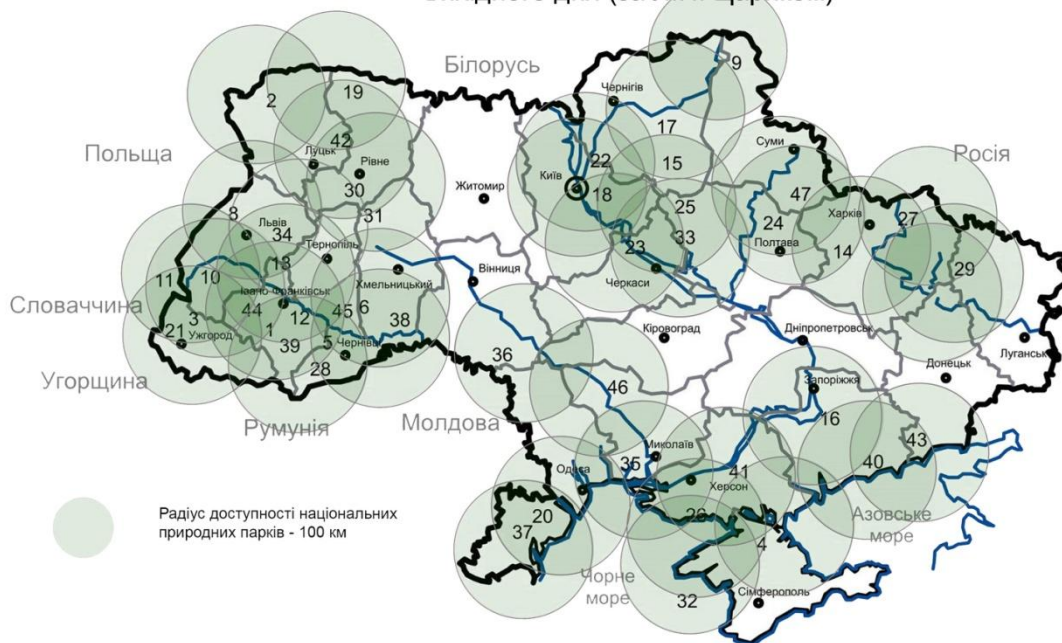 Білорусь
9
2
19
Чернігів
Польща
17
Суми
Росія
42
Луцьк
Рівне
22
15
Київ
Житомир
18
47
30
25
Харків
27
8
31
Львів
34
24
33
Тернопіль
23
Полтава
14
13
29
11
10
Хмельницький
Вінниця
Черкаси
Словаччина
Івано-Франківськ
44
12
45
6
3
38
21
Ужгород
1
Кіровоград
Дніпропетровськ
39
5
Чернівці
Луганськ
36
28
Угорщина
Донецьк
46
Запоріжжя
Румунія
Молдова
16
43
Миколаїв
35
40
Одеса
41
Херсон
Радіус доступності національних
природних парків - 100 км
20
26
Азовське
море
37
4
Чорне
море
32
Сімферополь